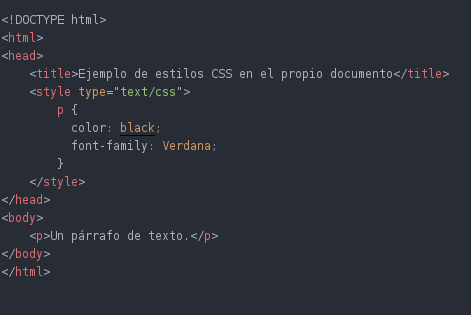 <!DOCTYPE html>
<html>
<head>
    <title>Ejemplo de estilos CSS en el propio documento</title>
    <style type="text/css">
        p {
          color: black;
          font-family: Verdana;
        }
    </style>
</head>
<body>
    <p>Un párrafo de texto.</p>
</body>
</html>